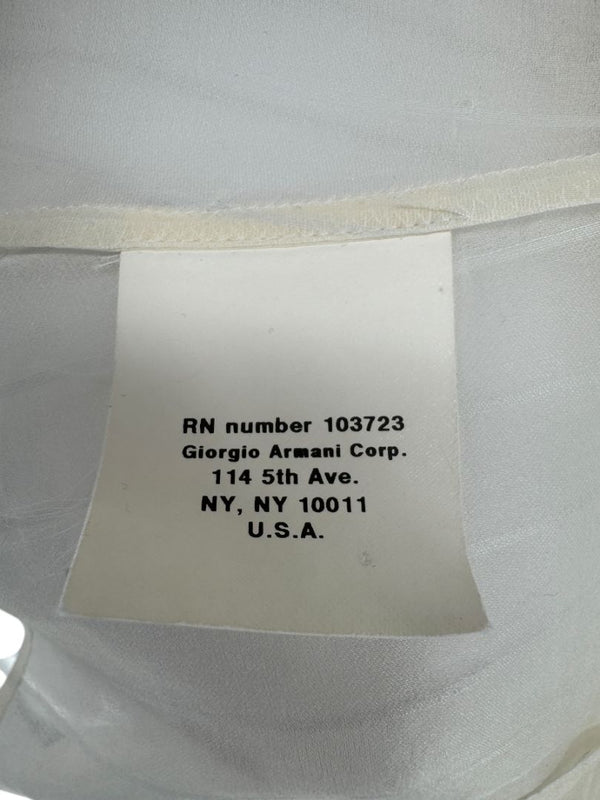 RN number 103723
Giorgio Armani Corp.
114 5th Ave.
NY, NY 10011
U.S.A.